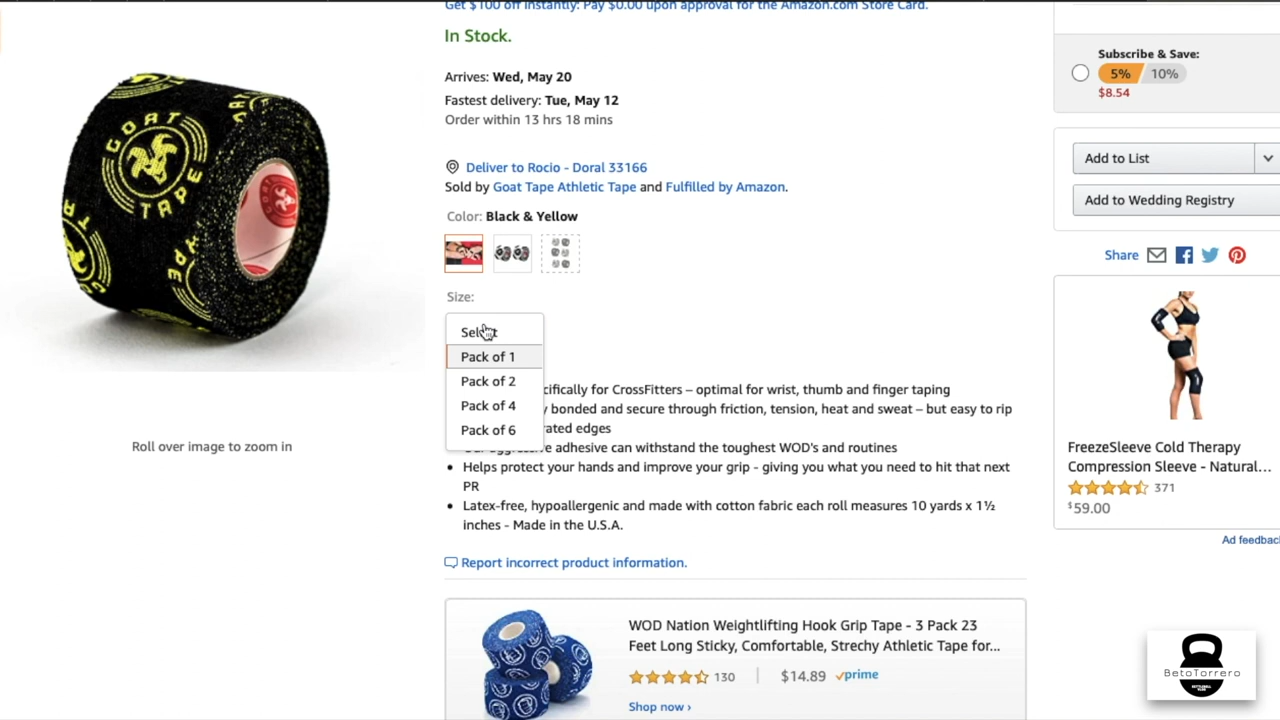 Get $100 off instantly: Pay $0.00 upon approval for the Amazon.com Store Card.
In Stock.
Arrives: Wed, May 20
Fastest delivery: Tue, May 12
Order within 13 hrs 18 mins
Deliver to Rocio - Doral 33166
Sold by Goat Tape Athletic Tape and Fulfilled by Amazon.
Color: Black & Yellow
Size:
Select
Pack of 1
Pack of 2
Pack of 4
Pack of 6
cifically for CrossFitters – optimal for wrist, thumb and finger taping
y bonded and secure through friction, tension, heat and sweat – but easy to rip
rated edges
adhesive can withstand the toughest WOD's and routines
Helps protect your hands and improve your grip - giving you what you need to hit that next
PR
Latex-free, hypoallergenic and made with cotton fabric each roll measures 10 yards x 1½
inches - Made in the U.S.A.
Report incorrect product information.
GOAT
TAPE
Roll over image to zoom in
WOD Nation Weightlifting Hook Grip Tape - 3 Pack 23
Feet Long Sticky, Comfortable, Strechy Athletic Tape for...
130
$14.89
prime
Shop now ›
Subscribe & Save:
5% 10%
$8.54
Add to List
Add to Wedding Registry
Share
FreezeSleeve Cold Therapy
Compression Sleeve - Natural...
371
$59.00
Ad feedbac
BetoTorrero